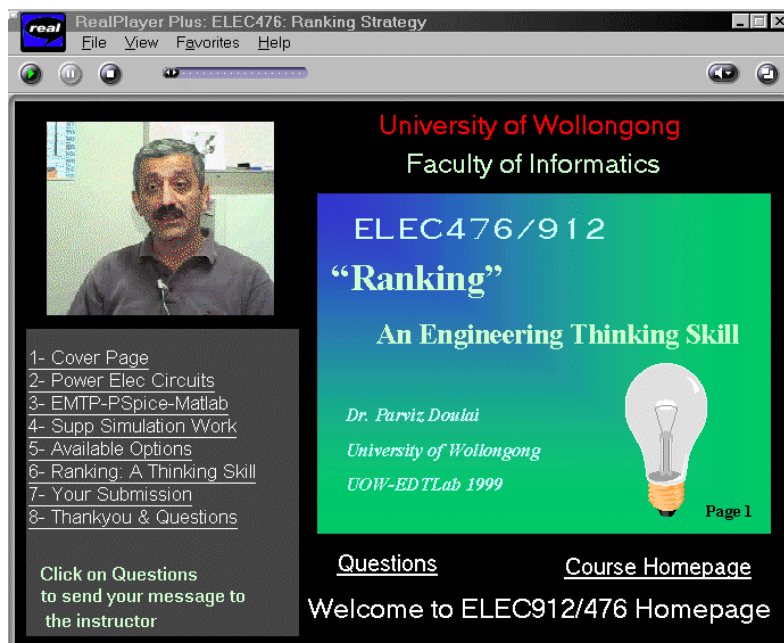 real
RealPlayer Plus: ELEC476: Ranking Strategy
File View Favorites Help
University of Wollongong
Faculty of Informatics
ELEC476/912
“Ranking”
An Engineering Thinking Skill
Dr. Parviz Doulai
University of Wollongong
UOW-EDTLab 1999
Page 1
1- Cover Page
2- Power Elec Circuits
3- EMTP-PSpice-Matlab
4- Supp Simulation Work
5- Available Options
6- Ranking: A Thinking Skill
7- Your Submission
8- Thankyou & Questions
Click on Questions
to send your message to
the instructor
Questions
Course Homepage
Welcome to ELEC912/476 Homepage